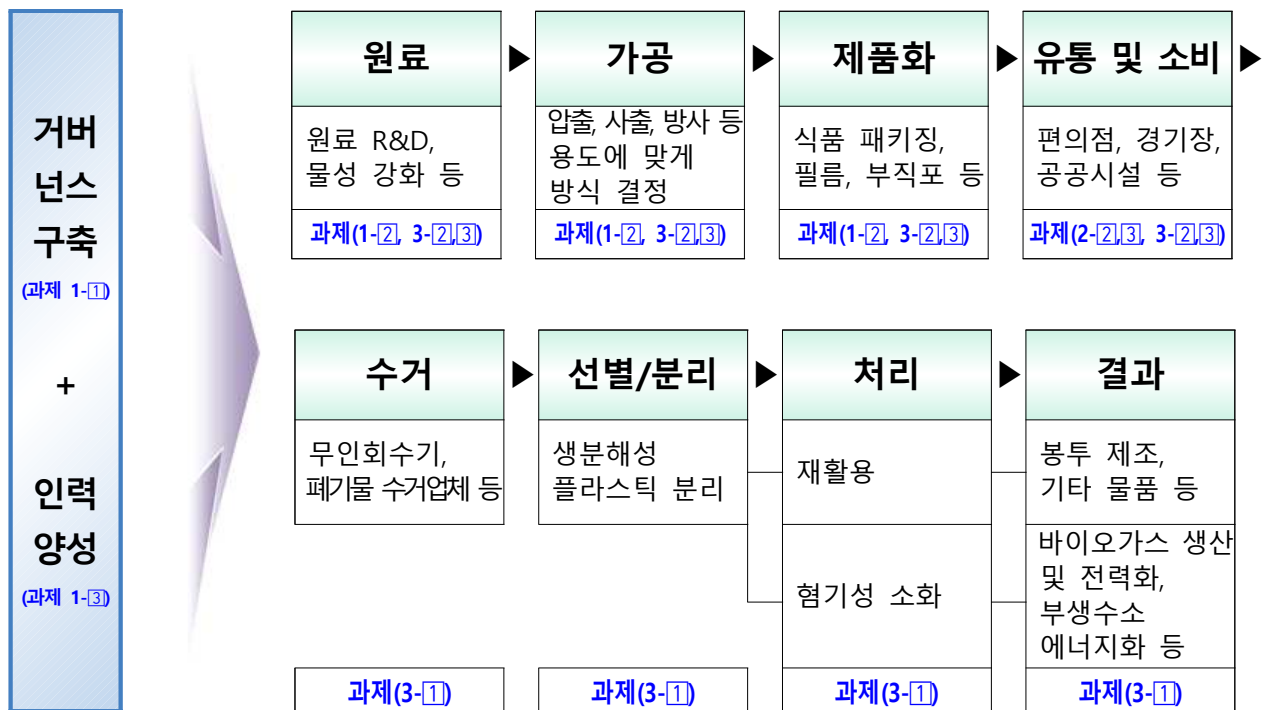 거버
넌스
구축
(과제 1-1)
+
인력
양성
(과제 1-3)
원료 ▶ 가공 ▶ 제품화 ▶ 유통 및 소비 ▶
원료 R&D,
물성 강화 등
압출, 사출, 방사 등
용도에 맞게
방식 결정
식품 패키징,
필름, 부직포 등
편의점, 경기장,
공공시설 등
과제(1-2, 3-2,3)
과제(1-2, 3-2,3)
과제(1-2, 3-2,3)
과제(2-2,3, 3-2,3)
수거 ▶ 선별/분리 ▶ 처리 ▶ 결과
무인회수기,
폐기물 수거업체 등
생분해성
플라스틱 분리
재활용
봉투 제조,
기타 물품 등
혐기성 소화
바이오가스 생산
및 전력화,
부생수소
에너지화 등
과제(3-1)
과제(3-1)
과제(3-1)
과제(3-1)